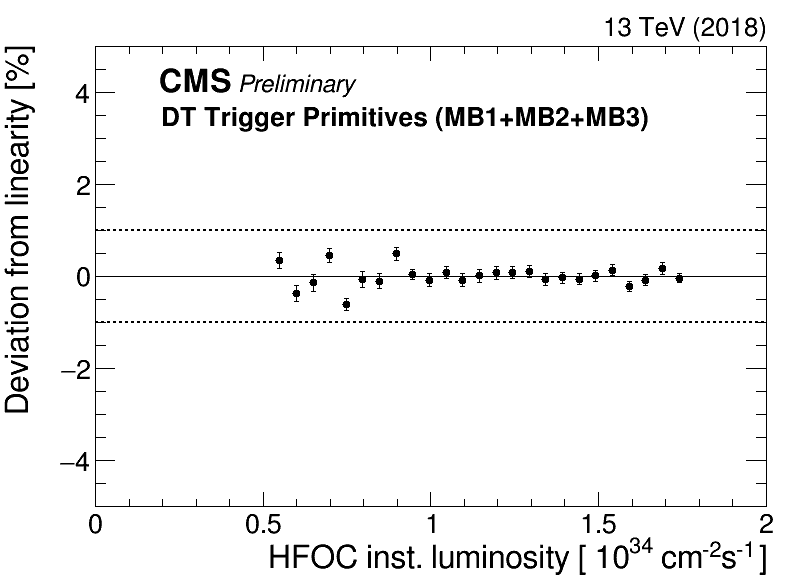 13 TeV (2018)
CMS Preliminary
DT Trigger Primitives (MB1+MB2+MB3)
Deviation from linearity [%]
4
2
0
−2
−4
0 0.5 1 1.5 2
HFOC inst. luminosity [ 10³⁴ cm⁻²s⁻¹]